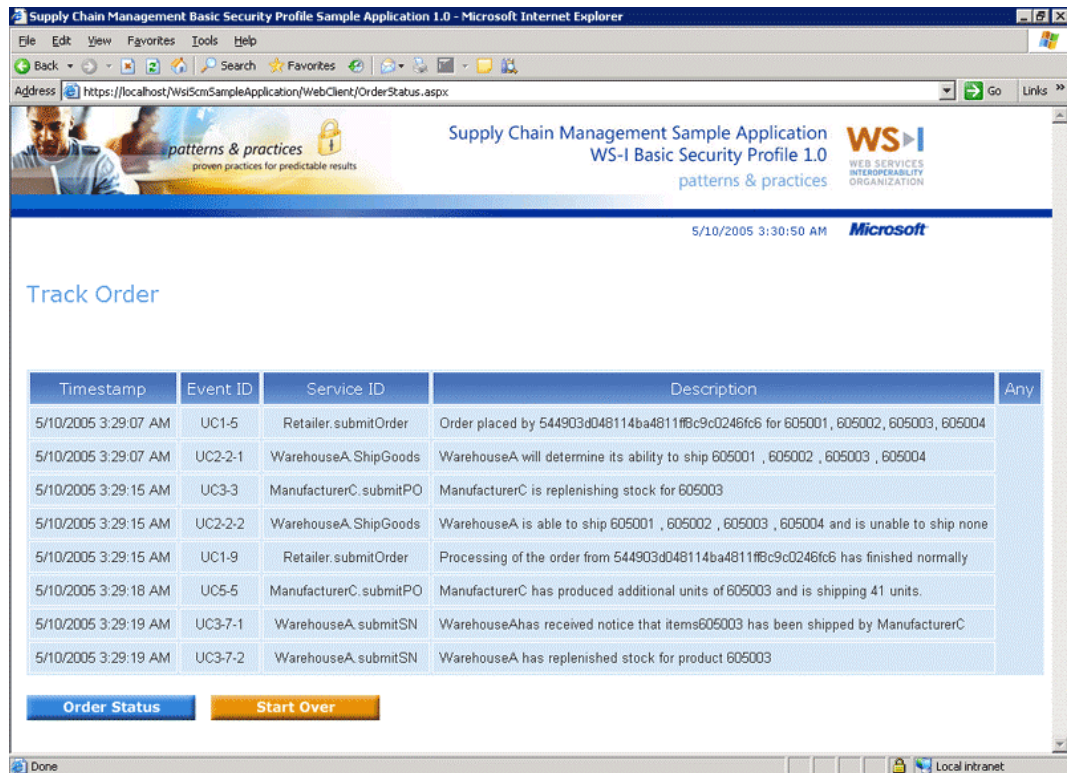 Supply Chain Management Basic Security Profile Sample Application 1.0 - Microsoft Internet Explorer
File Edit View Favorites Tools Help
Back Search Favorites
Address https://localhost/WsiScmSampleApplication/WebClient/OrderStatus.aspx Go Links »
patterns & practices
proven practices for predictable results
Supply Chain Management Sample Application
WS-I Basic Security Profile 1.0
patterns & practices
WS-I
WEB SERVICES
INTEROPERABILITY
ORGANIZATION
5/10/2005 3:30:50 AM Microsoft
Track Order
Timestamp Event ID Service ID Description Any
5/10/2005 3:29:07 AM UC1-5 Retailer.submitOrder Order placed by 544903d048114ba4811ff8c9c0246fc6 for 605001, 605002, 605003, 605004
5/10/2005 3:29:07 AM UC2-2-1 WarehouseA.ShipGoods WarehouseA will determine its ability to ship 605001 , 605002 , 605003 , 605004
5/10/2005 3:29:15 AM UC3-3 ManufacturerC.submitPO ManufacturerC is replenishing stock for 605003
5/10/2005 3:29:15 AM UC2-2-2 WarehouseA.ShipGoods WarehouseA is able to ship 605001 , 605002 , 605003 , 605004 and is unable to ship none
5/10/2005 3:29:15 AM UC1-9 Retailer.submitOrder Processing of the order from 544903d048114ba4811ff8c9c0246fc6 has finished normally
5/10/2005 3:29:18 AM UC5-5 ManufacturerC.submitPO ManufacturerC has produced additional units of 605003 and is shipping 41 units.
5/10/2005 3:29:19 AM UC3-7-1 WarehouseA.submitSN WarehouseAhas received notice that items605003 has been shipped by ManufacturerC
5/10/2005 3:29:19 AM UC3-7-2 WarehouseA.submitSN WarehouseA has replenished stock for product 605003
Order Status Start Over
Done Local intranet